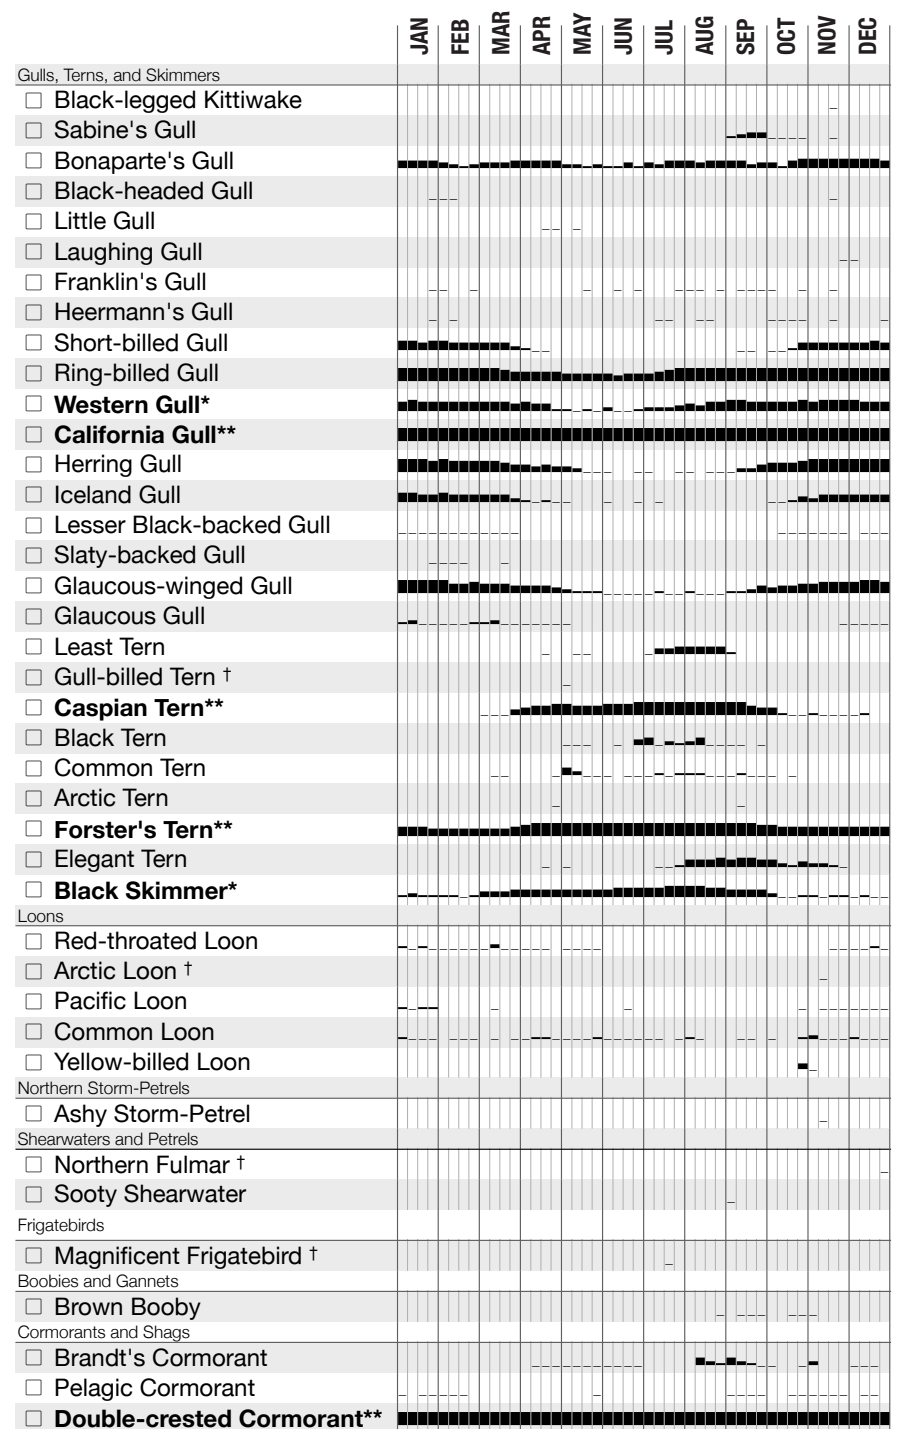 JAN FEB MAR APR MAY JUN JUL AUG SEP OCT NOV DEC
Gulls, Terns, and Skimmers
Black-legged Kittiwake
Sabine's Gull
Bonaparte's Gull
Black-headed Gull
Little Gull
Laughing Gull
Franklin's Gull
Heermann's Gull
Short-billed Gull
Ring-billed Gull
Western Gull*
California Gull**
Herring Gull
Iceland Gull
Lesser Black-backed Gull
Slaty-backed Gull
Glaucous-winged Gull
Glaucous Gull
Least Tern
Gull-billed Tern †
Caspian Tern**
Black Tern
Common Tern
Arctic Tern
Forster's Tern**
Elegant Tern
Black Skimmer*
Loons
Red-throated Loon
Arctic Loon †
Pacific Loon
Common Loon
Yellow-billed Loon
Northern Storm-Petrels
Ashy Storm-Petrel
Shearwaters and Petrels
Northern Fulmar †
Sooty Shearwater
Frigatebirds
Magnificent Frigatebird †
Boobies and Gannets
Brown Booby
Cormorants and Shags
Brandt's Cormorant
Pelagic Cormorant
Double-crested Cormorant**